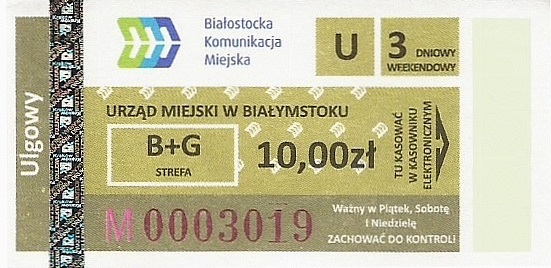 Ulgowy
Białostocka
Komunikacja
Miejska
U
3 DNIOWY
WEEKENDOWY
URZĄD MIEJSKI W BIAŁYMSTOKU
B+G
STREFA
10,00zł
TU KASOWAĆ
W KASOWNIKU
ELEKTRONICZNYM
M 0003019
Ważny w Piątek, Sobotę
i Niedzielę
ZACHOWAĆ DO KONTROLI